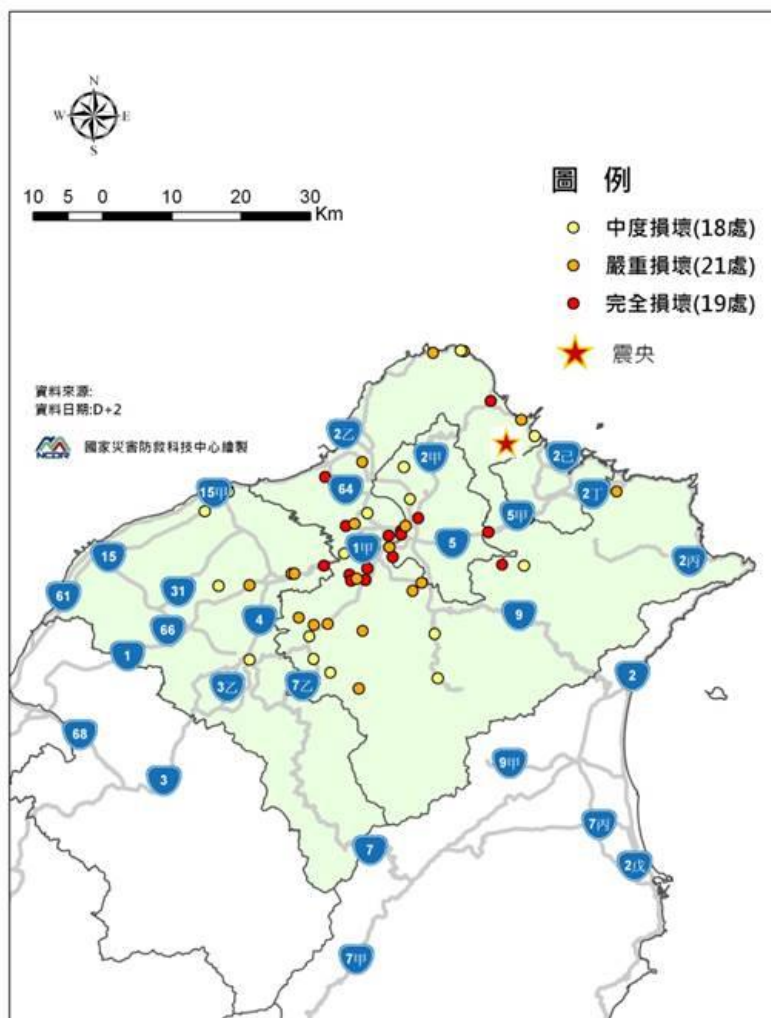 N
W E
S
10 5 0 10 20 30
Km
圖 例
中度損壞(18處)
嚴重損壞(21處)
完全損壞(19處)
震央
資料來源:
資料日期:D+2
NCDR 國家災害防救科技中心繪製
2乙
2甲
2己
64
15甲
2丁
5甲
1甲
5
15
2丙
61
31
9
66
4
1
3乙
7乙
2
68
9甲
3
7丙
7
2戊
7甲